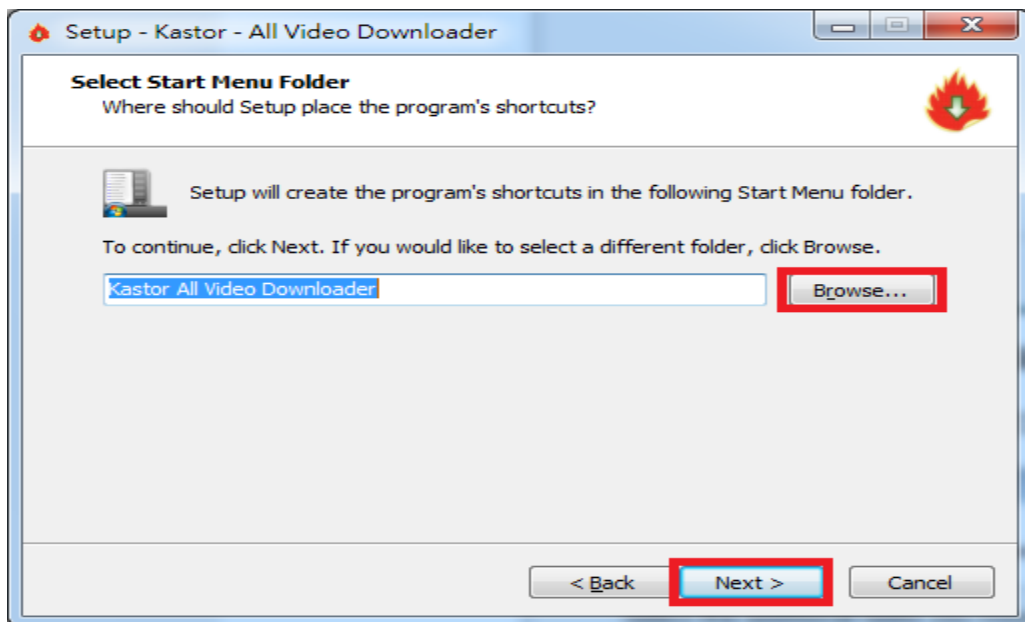 Setup - Kastor - All Video Downloader
Select Start Menu Folder
Where should Setup place the program's shortcuts?
Setup will create the program's shortcuts in the following Start Menu folder.
To continue, click Next. If you would like to select a different folder, click Browse.
Kastor All Video Downloader
Browse...
< Back
Next >
Cancel